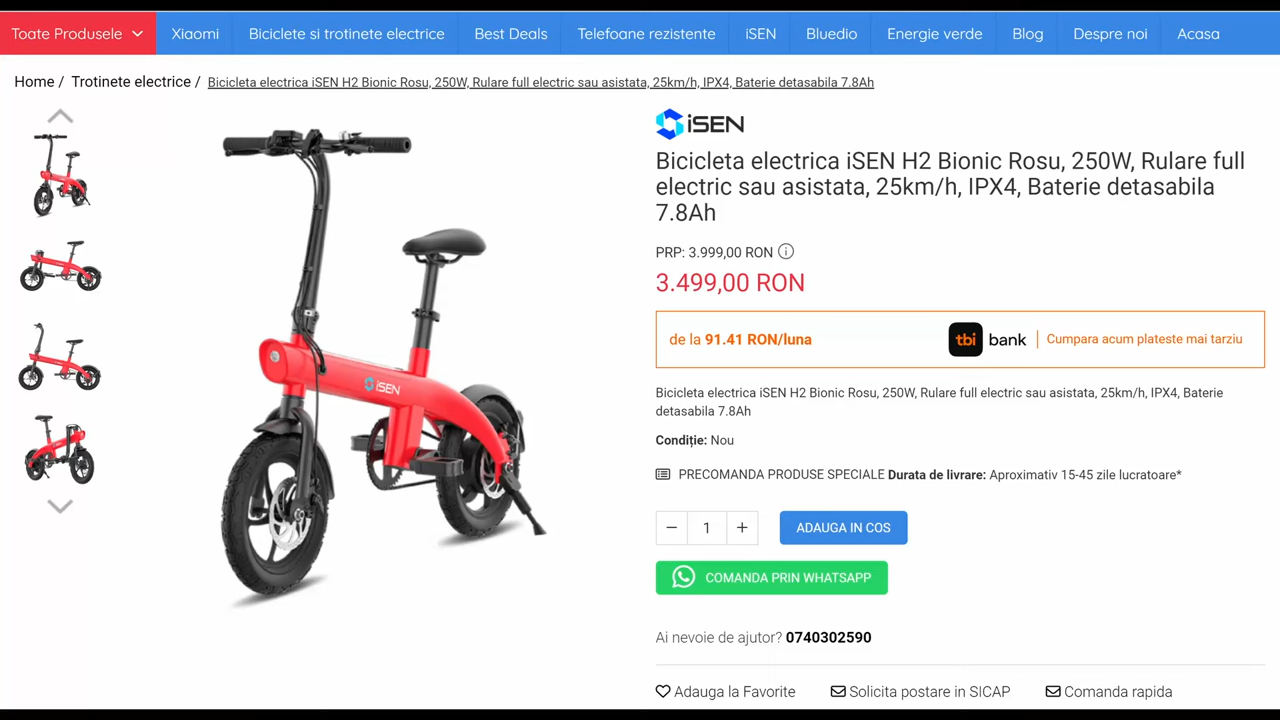 Toate Produsele Xiaomi Biciclete si trotinete electrice Best Deals Telefoane rezistente iSEN Bluedio Energie verde Blog Despre noi Acasa
Home / Trotinete electrice / Bicicleta electrica iSEN H2 Bionic Rosu, 250W, Rulare full electric sau asistata, 25km/h, IPX4, Baterie detasabila 7.8Ah
iSEN
Bicicleta electrica iSEN H2 Bionic Rosu, 250W, Rulare full
electric sau asistata, 25km/h, IPX4, Baterie detasabila
7.8Ah
PRP: 3.999,00 RON
3.499,00 RON
de la 91.41 RON/luna tbi bank Cumpara acum plateste mai tarziu
iSEN
Bicicleta electrica iSEN H2 Bionic Rosu, 250W, Rulare full electric sau asistata, 25km/h, IPX4, Baterie
detasabila 7.8Ah
Condiție: Nou
PRECOMANDA PRODUSE SPECIALE Durata de livrare: Aproximativ 15-45 zile lucratoare*
− 1 + ADAUGA IN COS
COMANDA PRIN WHATSAPP
Ai nevoie de ajutor? 0740302590
Adauga la Favorite Solicita postare in SICAP Comanda rapida